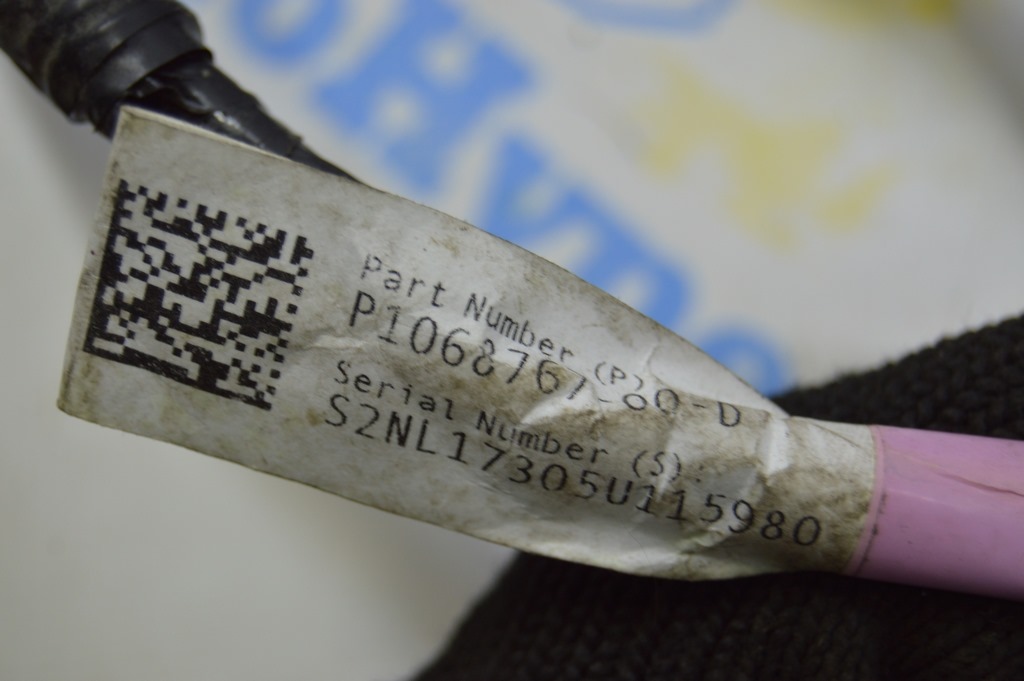 Part Number (P)
P1068767-00-D
Serial Number (S):
S2NL17305U115980